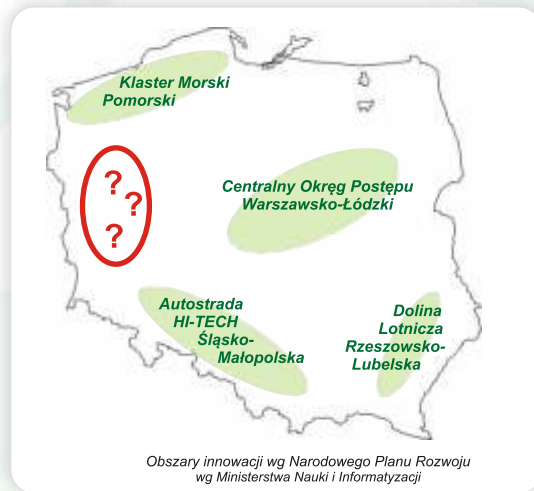 Klaster Morski
Pomorski
?
?
?
Centralny Okręg Postępu
Warszawsko-Łódzki
Autostrada
HI-TECH
Śląsko-
Małopolska
Dolina
Lotnicza
Rzeszowsko-
Lubelska
Obszary innowacji wg Narodowego Planu Rozwoju
wg Ministerstwa Nauki i Informatyzacji